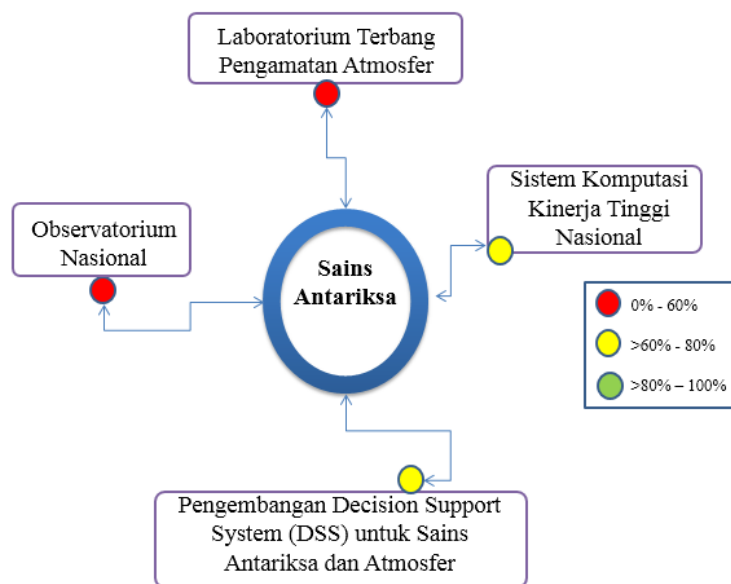 Laboratorium Terbang
Pengamatan Atmosfer
Sistem Komputasi
Kinerja Tinggi
Nasional
Observatorium
Nasional
Sains
Antariksa
0% - 60%
>60% - 80%
>80% – 100%
Pengembangan Decision Support
System (DSS) untuk Sains
Antariksa dan Atmosfer